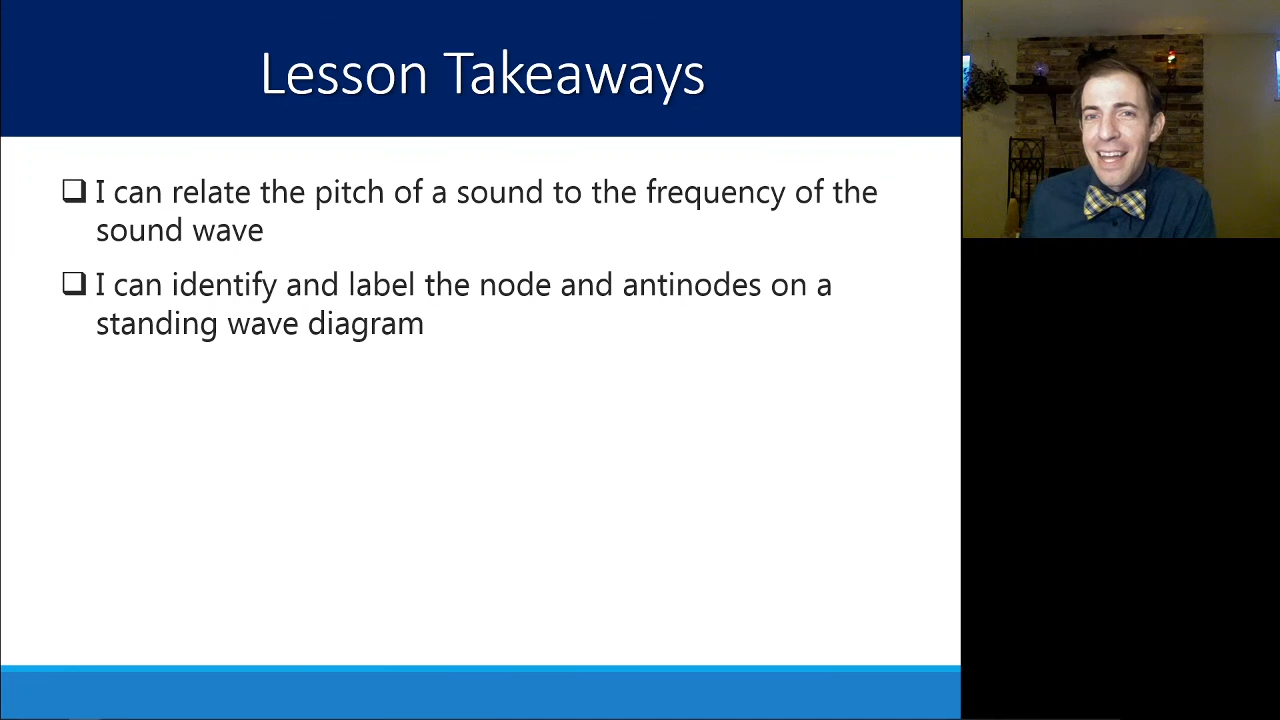 Lesson Takeaways
❑ I can relate the pitch of a sound to the frequency of the
sound wave
❑ I can identify and label the node and antinodes on a
standing wave diagram